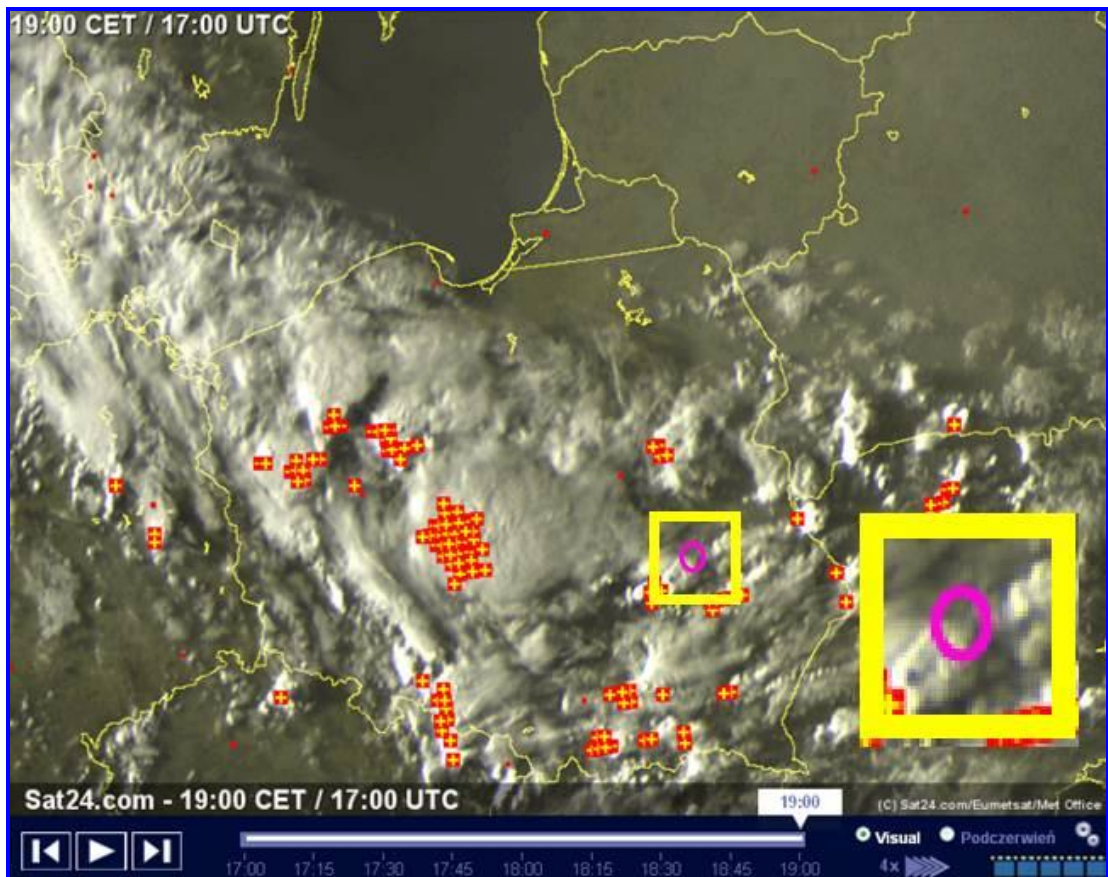 19:00 CET / 17:00 UTC
Sat24.com - 19:00 CET / 17:00 UTC
19:00
(C) Sat24.com/Eumetsat/Met Office
Visual
Podczerwień
17:00 17:15 17:30 17:45 18:00 18:15 18:30 18:45 19:00
4x